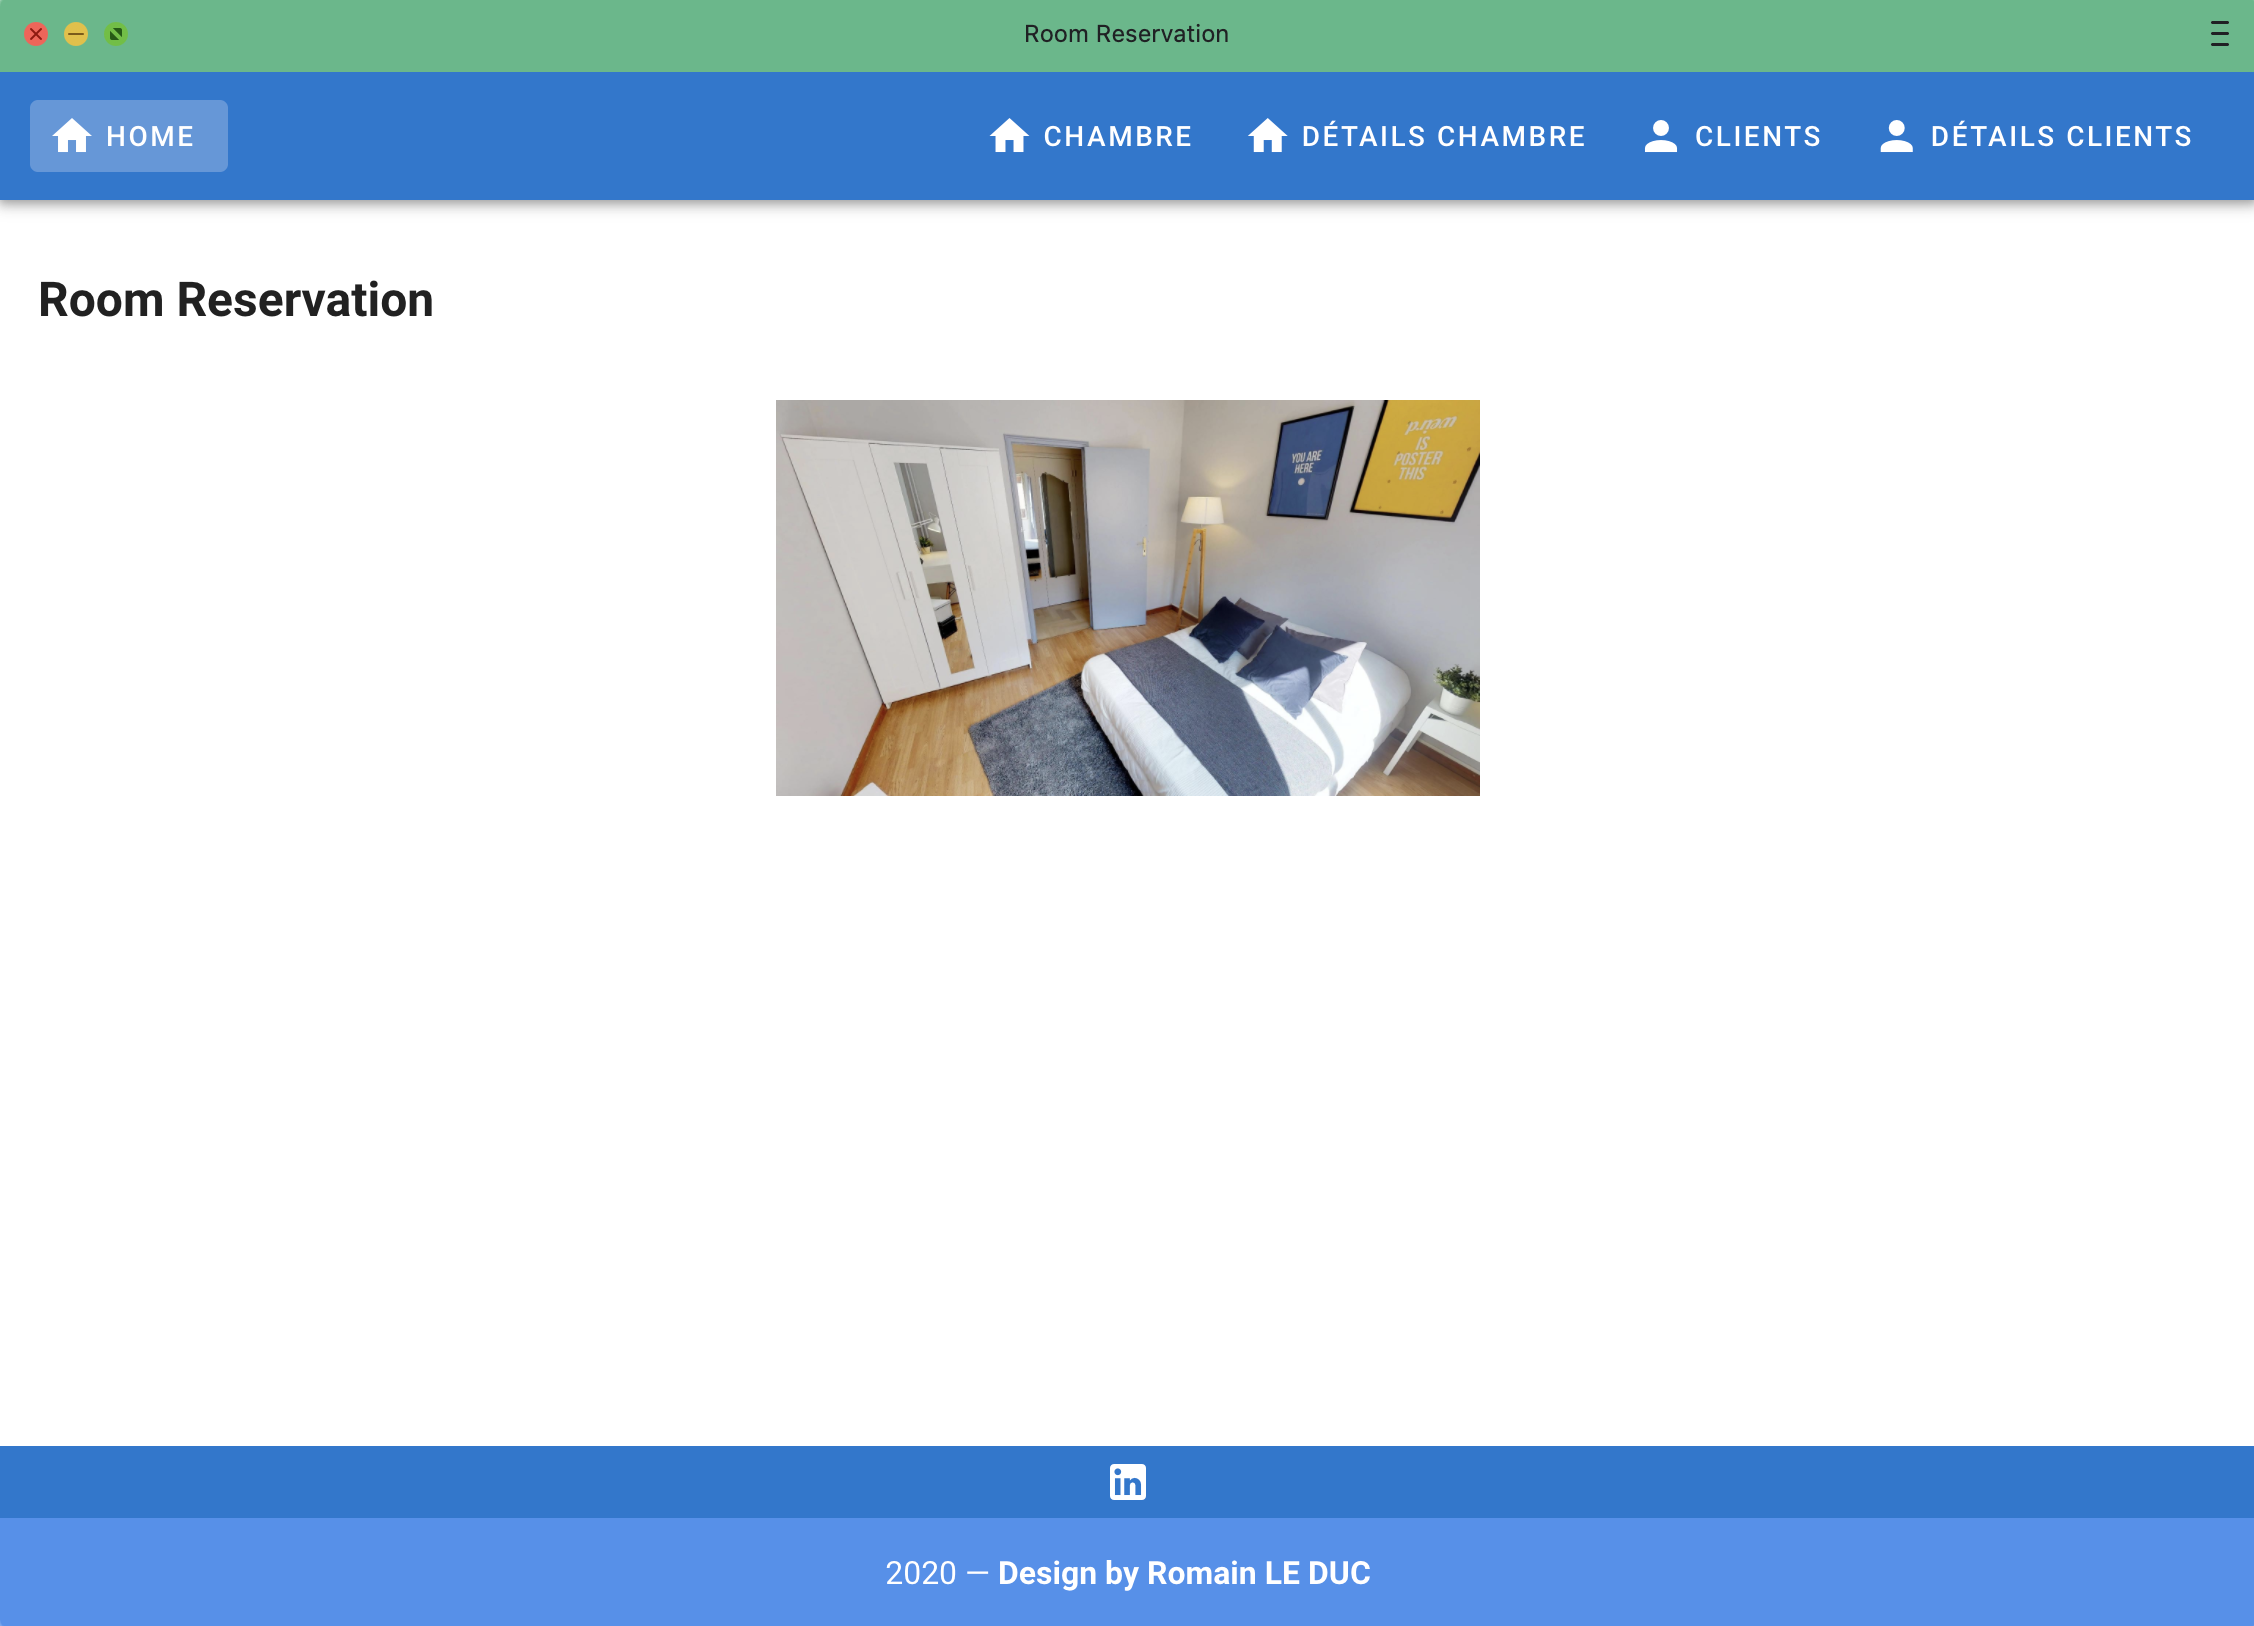 Room Reservation
HOME
CHAMBRE
DÉTAILS CHAMBRE
CLIENTS
DÉTAILS CLIENTS
Room Reservation
YOU ARE
HERE
IS
POSTER
THIS
in
2020 — Design by Romain LE DUC